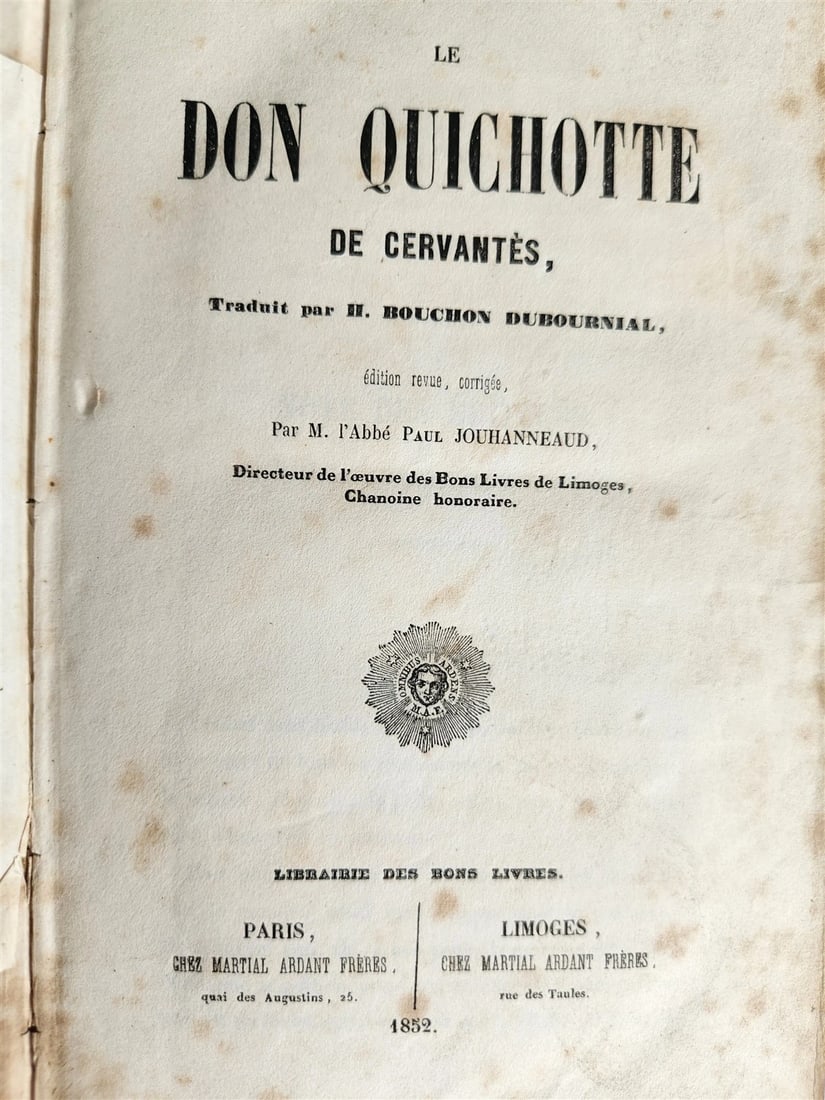 LE
DON QUICHOTTE
DE CERVANTÈS,
Traduit par H. BOUCHON DUBOURNIAL,
édition revue, corrigée,
Par M. l'Abbé PAUL JOUHANNEAUD,
Directeur de l'œuvre des Bons Livres de Limoges,
Chanoine honoraire.
OMNIBUS ARDENS
M.A.F.
LIBRAIRIE DES BONS LIVRES.
PARIS,
CHEZ MARTIAL ARDANT FRÈRES,
quai des Augustins, 25.
LIMOGES,
CHEZ MARTIAL ARDANT FRÈRES,
rue des Taules.
1852.